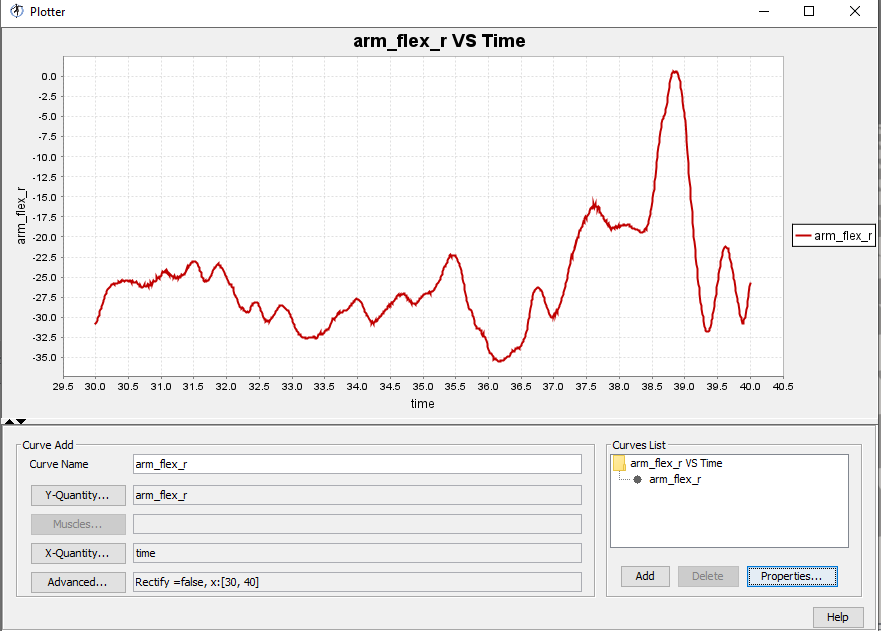 Plotter
arm_flex_r VS Time
0.0
-2.5
-5.0
-7.5
-10.0
-12.5
-15.0
-17.5
-20.0
-22.5
-25.0
-27.5
-30.0
-32.5
-35.0
arm_flex_r
29.5 30.0 30.5 31.0 31.5 32.0 32.5 33.0 33.5 34.0 34.5 35.0 35.5 36.0 36.5 37.0 37.5 38.0 38.5 39.0 39.5 40.0 40.5
time
arm_flex_r
Curve Add
Curve Name arm_flex_r
Y-Quantity... arm_flex_r
Muscles...
X-Quantity... time
Advanced... Rectify =false, x:[30, 40]
Curves List
arm_flex_r VS Time
arm_flex_r
Add Delete Properties...
Help